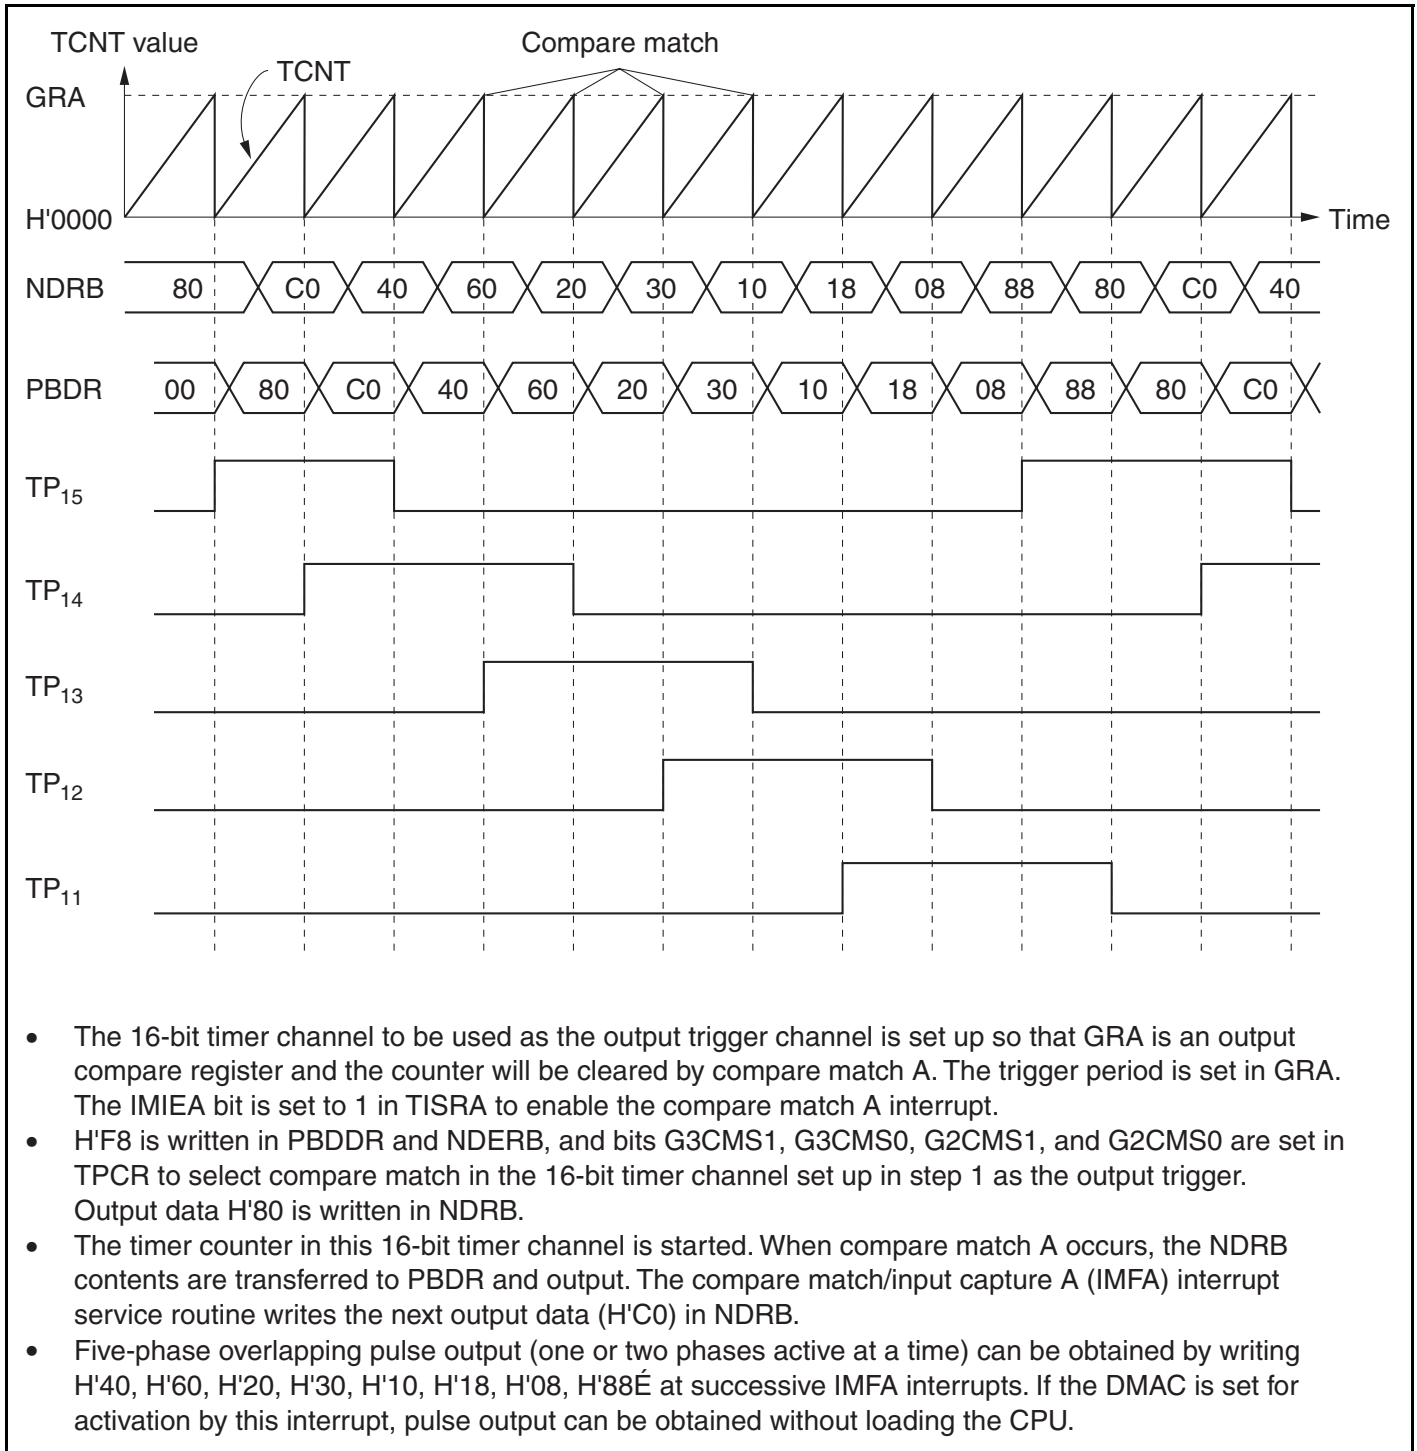 TCNT value
Compare match
TCNT
GRA
H'0000
Time
NDRB 80 C0 40 60 20 30 10 18 08 88 80 C0 40
PBDR 00 80 C0 40 60 20 30 10 18 08 88 80 C0
TP15
TP14
TP13
TP12
TP11
• The 16-bit timer channel to be used as the output trigger channel is set up so that GRA is an output
compare register and the counter will be cleared by compare match A. The trigger period is set in GRA.
The IMIEA bit is set to 1 in TISRA to enable the compare match A interrupt.
• H'F8 is written in PBDDR and NDERB, and bits G3CMS1, G3CMS0, G2CMS1, and G2CMS0 are set in
TPCR to select compare match in the 16-bit timer channel set up in step 1 as the output trigger.
Output data H'80 is written in NDRB.
• The timer counter in this 16-bit timer channel is started. When compare match A occurs, the NDRB
contents are transferred to PBDR and output. The compare match/input capture A (IMFA) interrupt
service routine writes the next output data (H'C0) in NDRB.
• Five-phase overlapping pulse output (one or two phases active at a time) can be obtained by writing
H'40, H'60, H'20, H'30, H'10, H'18, H'08, H'88É at successive IMFA interrupts. If the DMAC is set for
activation by this interrupt, pulse output can be obtained without loading the CPU.